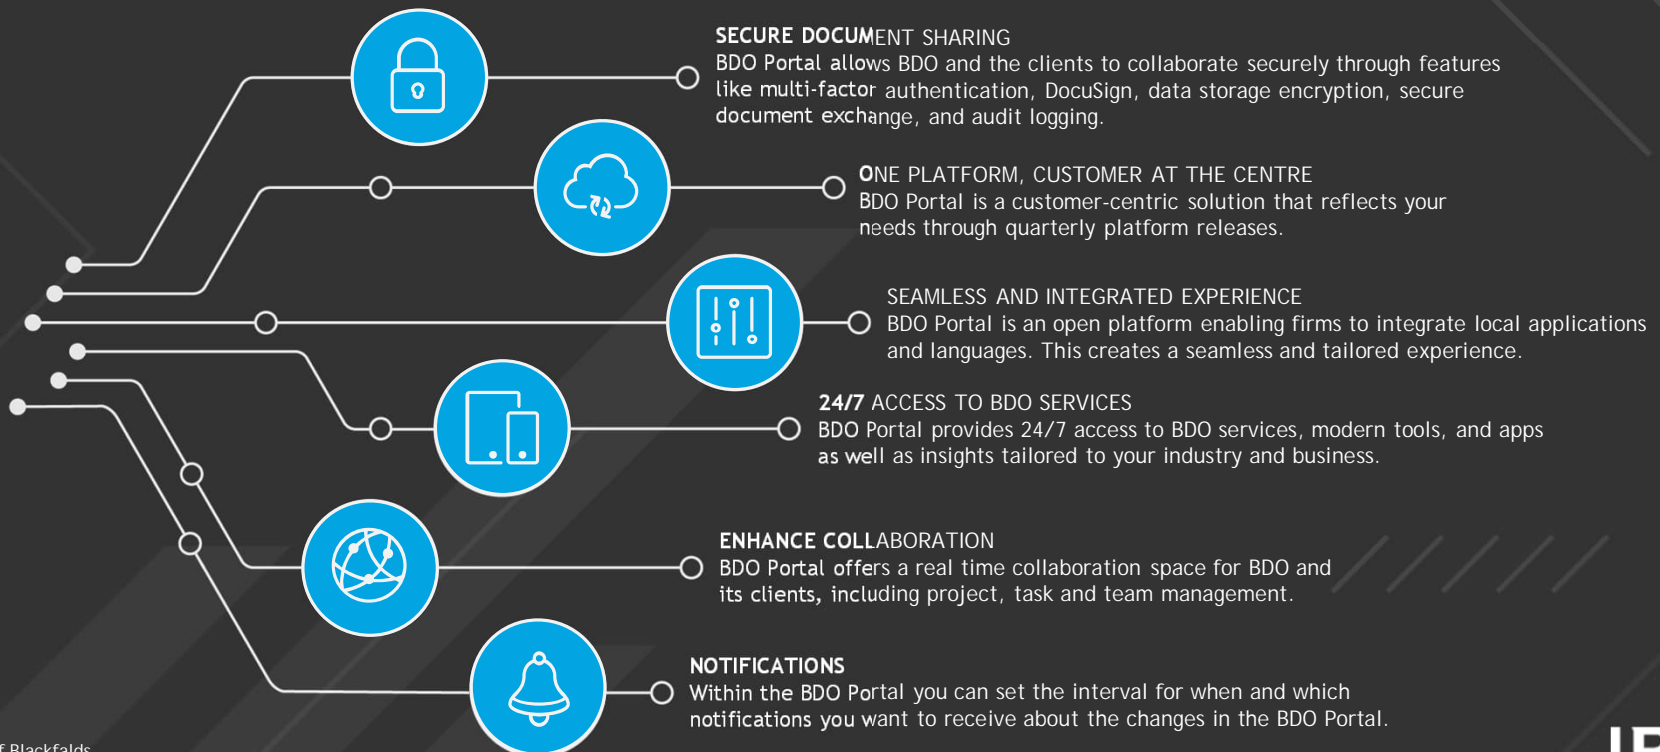 SECURE DOCUMENT SHARING
BDO Portal allows BDO and the clients to collaborate securely through features
like multi-factor authentication, DocuSign, data storage encryption, secure
document exchange, and audit logging.
ONE PLATFORM, CUSTOMER AT THE CENTRE
BDO Portal is a customer-centric solution that reflects your
needs through quarterly platform releases.
SEAMLESS AND INTEGRATED EXPERIENCE
BDO Portal is an open platform enabling firms to integrate local applications
and languages. This creates a seamless and tailored experience.
24/7 ACCESS TO BDO SERVICES
BDO Portal provides 24/7 access to BDO services, modern tools, and apps
as well as insights tailored to your industry and business.
ENHANCE COLLABORATION
BDO Portal offers a real time collaboration space for BDO and
its clients, including project, task and team management.
NOTIFICATIONS
Within the BDO Portal you can set the interval for when and which
notifications you want to receive about the changes in the BDO Portal.
Blackfalds